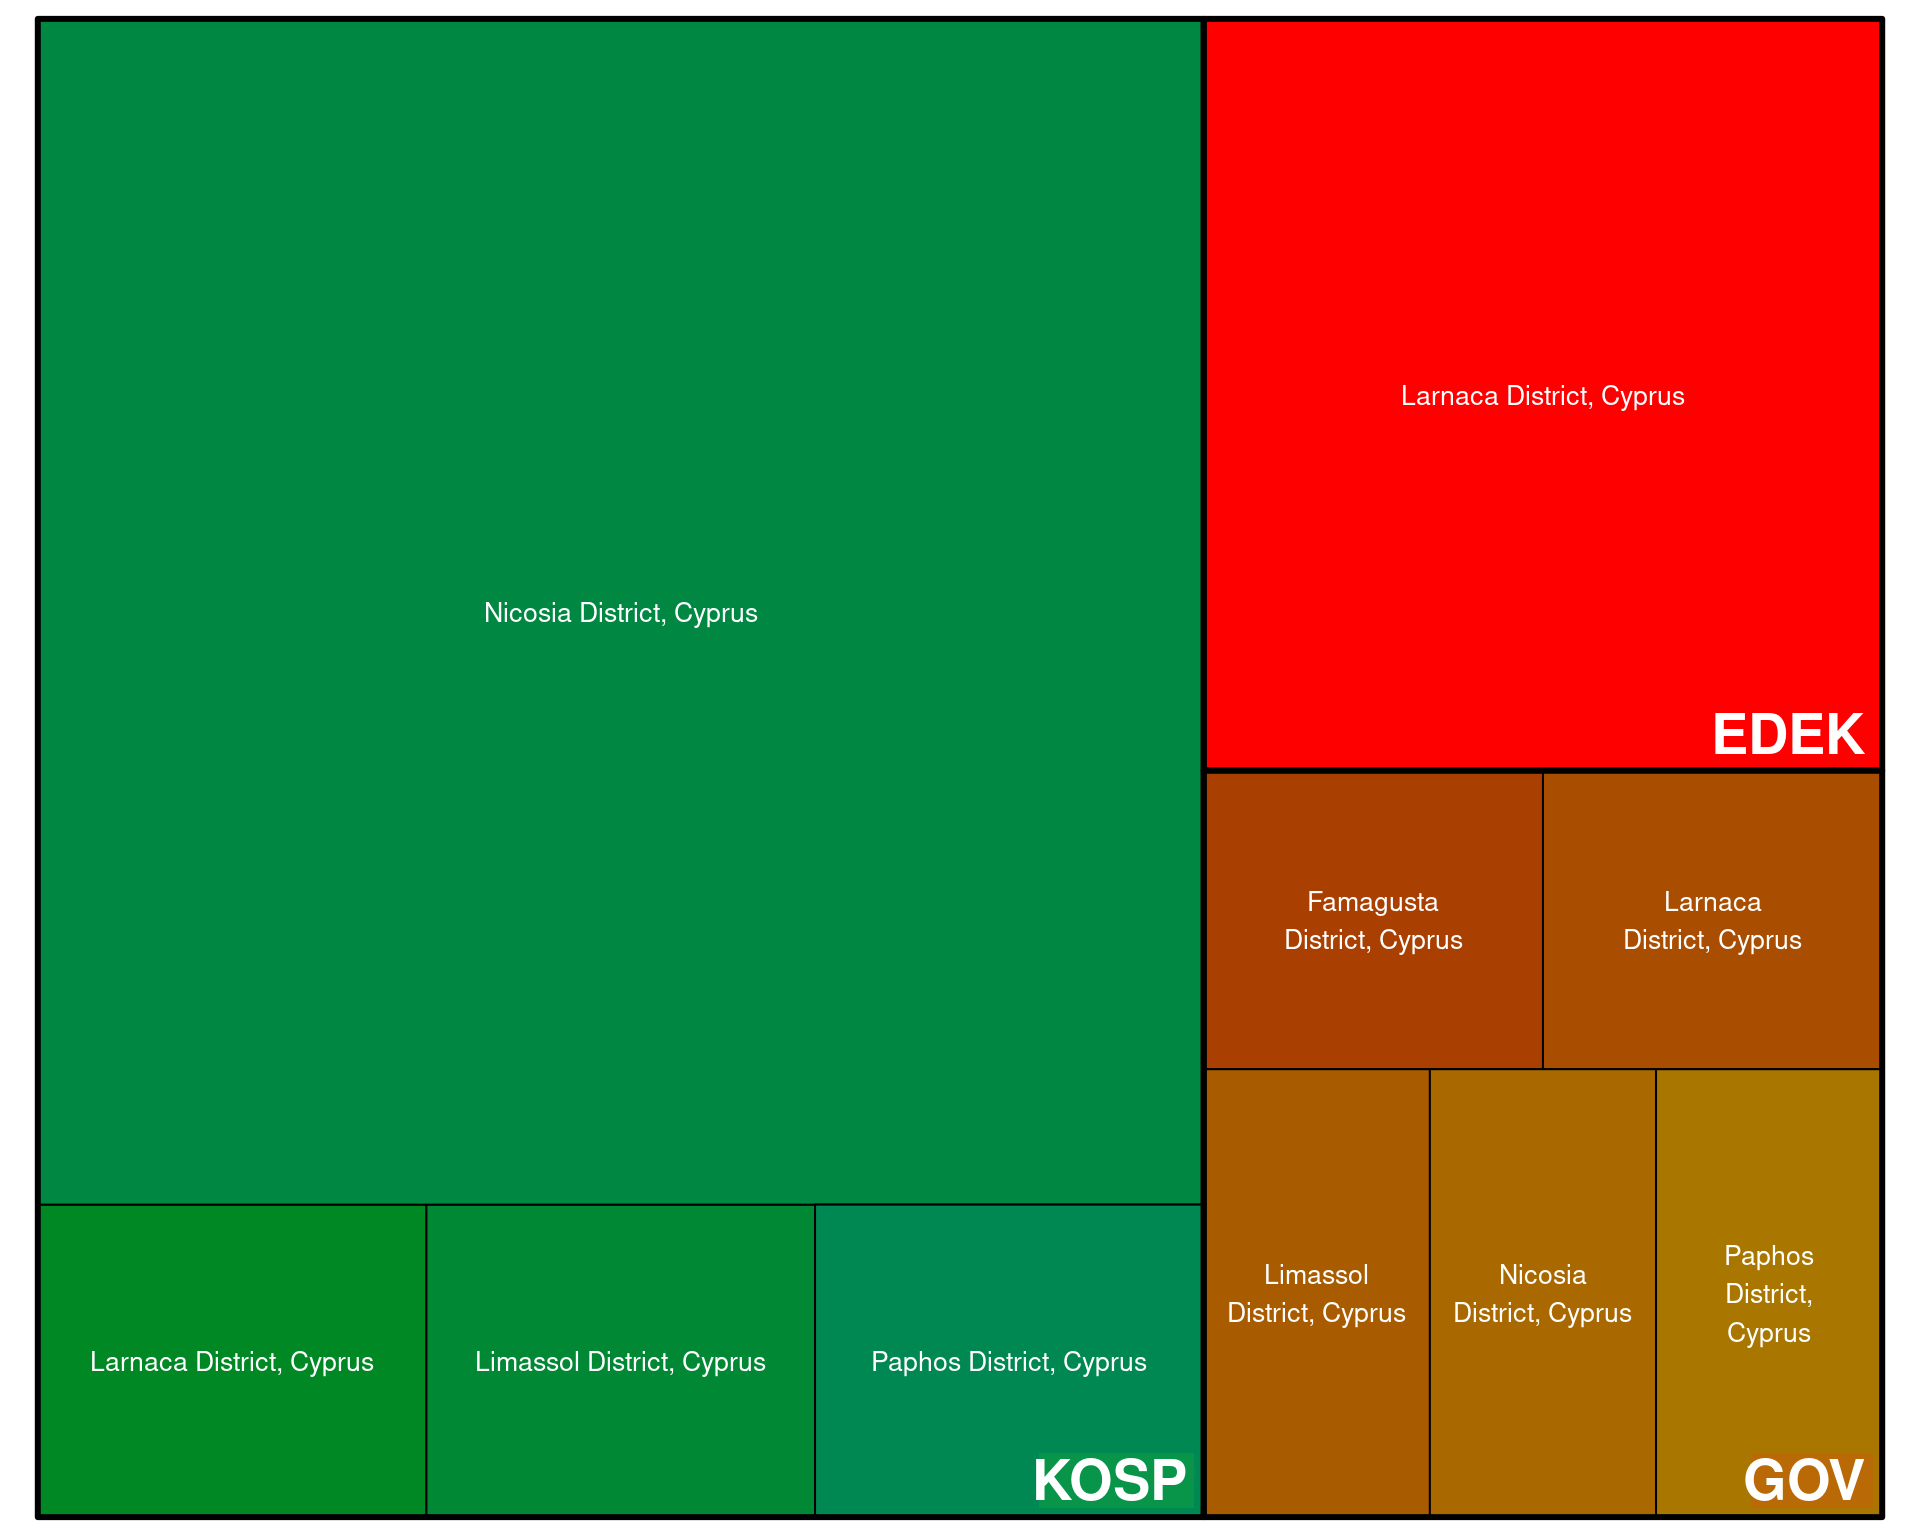 Nicosia District, Cyprus
Larnaca District, Cyprus
Limassol District, Cyprus
Paphos District, Cyprus
KOSP
Larnaca District, Cyprus
EDEK
Famagusta
District, Cyprus
Larnaca
District, Cyprus
Limassol
District, Cyprus
Nicosia
District, Cyprus
Paphos
District,
Cyprus
GOV